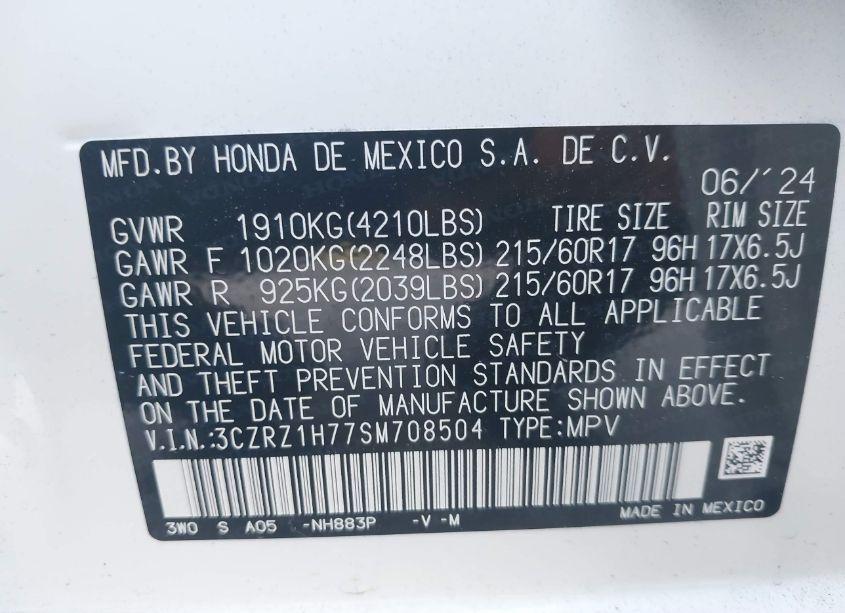 MFD.BY HONDA DE MEXICO S.A. DE C.V.
06/'24
GVWR 1910KG(4210LBS) TIRE SIZE RIM SIZE
GAWR F 1020KG(2248LBS) 215/60R17 96H 17X6.5J
GAWR R 925KG(2039LBS) 215/60R17 96H 17X6.5J
THIS VEHICLE CONFORMS TO ALL APPLICABLE
FEDERAL MOTOR VEHICLE SAFETY
AND THEFT PREVENTION STANDARDS IN EFFECT
ON THE DATE OF MANUFACTURE SHOWN ABOVE.
V.I.N.:3CZRZ1H77SM708504 TYPE:MPV
3W0 S A05 -NH883P -V -M MADE IN MEXICO